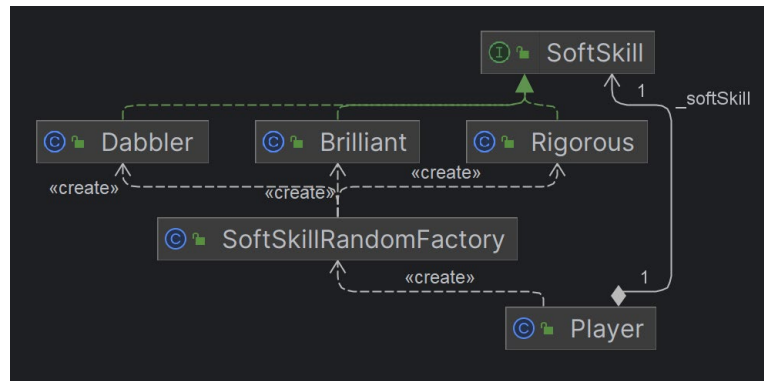 I SoftSkill
1
_softSkill
C Dabbler
C Brilliant
C Rigorous
«create»
«create»
«create»
C SoftSkillRandomFactory
«create»
1
C Player